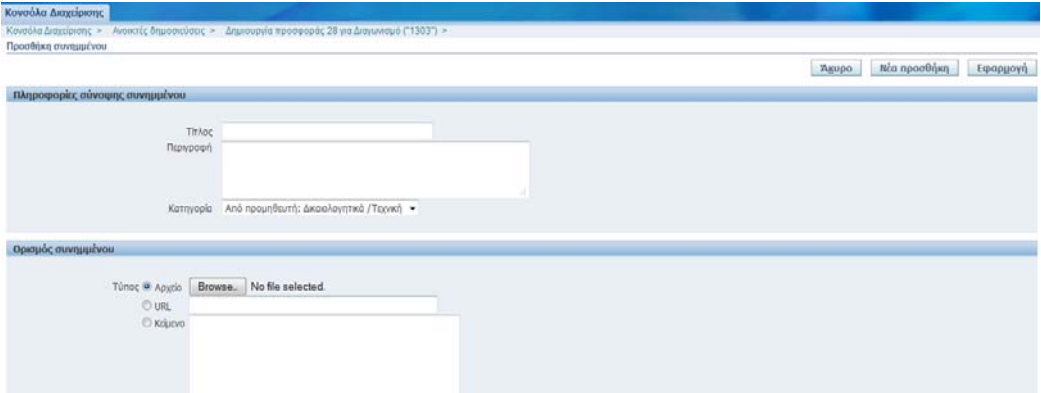 Κονσόλα Διαχείρισης
Κονσόλα Διαχείρισης > Ανοικτές δημοσιεύσεις > Δημιουργία προσφοράς 28 για Διαγωνισμό ("1303") >
Προσθήκη συνημμένου
Άκυρο Νέα προσθήκη Εφαρμογή
Πληροφορίες σύνοψης συνημμένου
Τίτλος
Περιγραφή
Κατηγορία Από προμηθευτή: Δικαιολογητικά /Τεχνική
Ορισμός συνημμένου
Τύπος Αρχείο Browse.. No file selected.
URL
Κείμενο